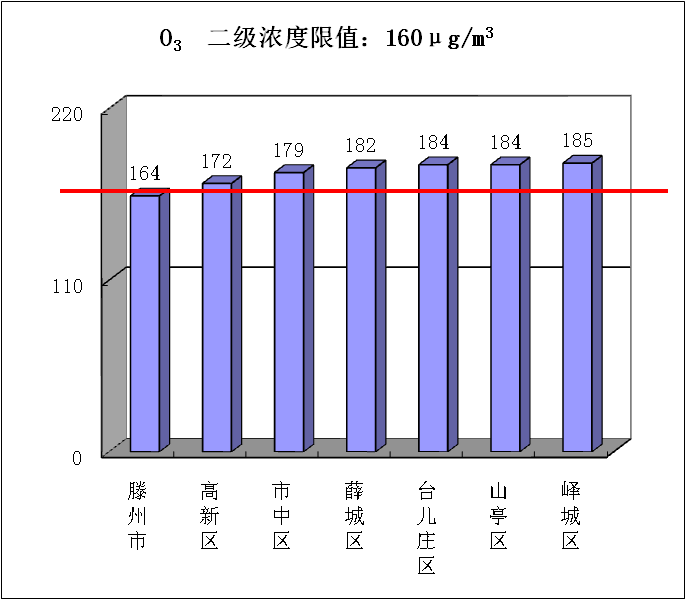 O₃ 二级浓度限值：160μg/m³
220
110
0
164
172
179
182
184
184
185
滕州市
高新区
市中区
薛城区
台儿庄区
山亭区
峄城区